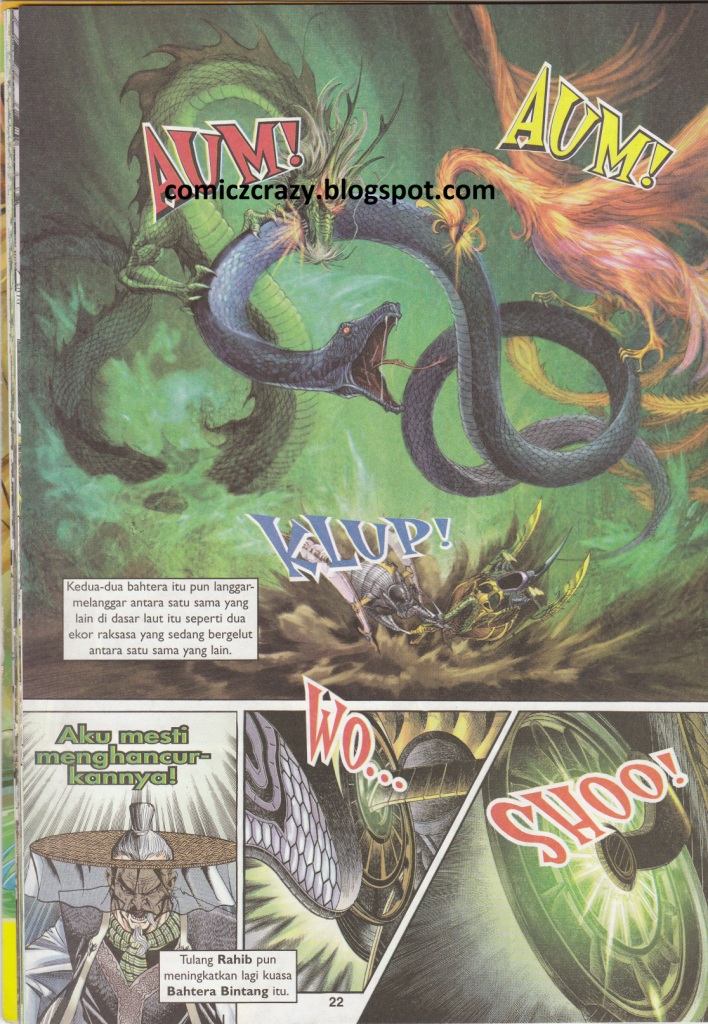 AUM!
AUM!
comiczcrazy.blogspot.com
KLUP!
Kedua-dua bahtera itu pun langgar-
melanggar antara satu sama yang
lain di dasar laut itu seperti dua
ekor raksasa yang sedang bergelut
antara satu sama yang lain.
Aku mesti
menghancur-
kannya!
Tulang Rahib pun
meningkatkan lagi kuasa
Bahtera Bintang itu.
WO...
SHOO!
22